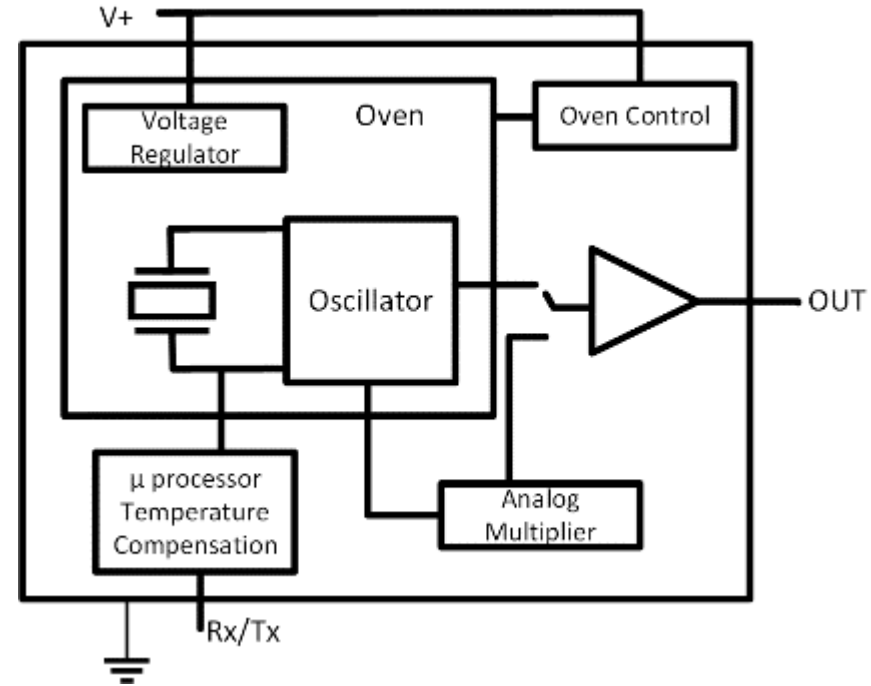 V+
Voltage
Regulator
Oven
Oven Control
Oscillator
OUT
μ processor
Temperature
Compensation
Analog
Multiplier
Rx/Tx